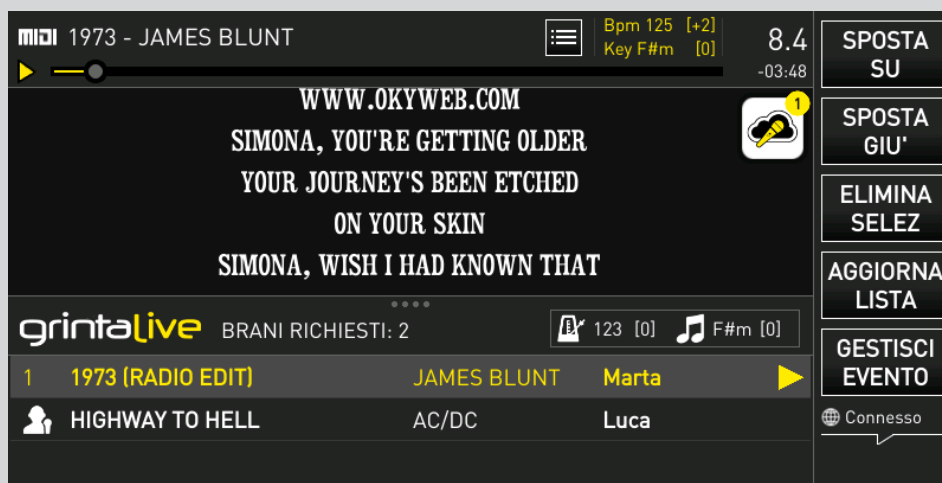 MIDI 1973 - JAMES BLUNT
Bpm 125 [+2]
Key F#m [0]
8.4
-03:48
WWW.OKYWEB.COM
SIMONA, YOU'RE GETTING OLDER
YOUR JOURNEY'S BEEN ETCHED
ON YOUR SKIN
SIMONA, WISH I HAD KNOWN THAT
1
grintalive BRANI RICHIESTI: 2
123 [0] F#m [0]
1 1973 (RADIO EDIT) JAMES BLUNT Marta
HIGHWAY TO HELL AC/DC Luca
SPOSTA
SU
SPOSTA
GIU'
ELIMINA
SELEZ
AGGIORNA
LISTA
GESTISCI
EVENTO
Connesso